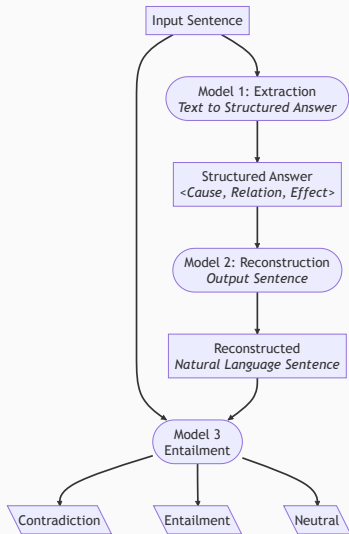 Input Sentence
Model 1: Extraction
Text to Structured Answer
Structured Answer
<Cause, Relation, Effect>
Model 2: Reconstruction
Output Sentence
Reconstructed
Natural Language Sentence
Model 3
Entailment
Contradiction
Entailment
Neutral